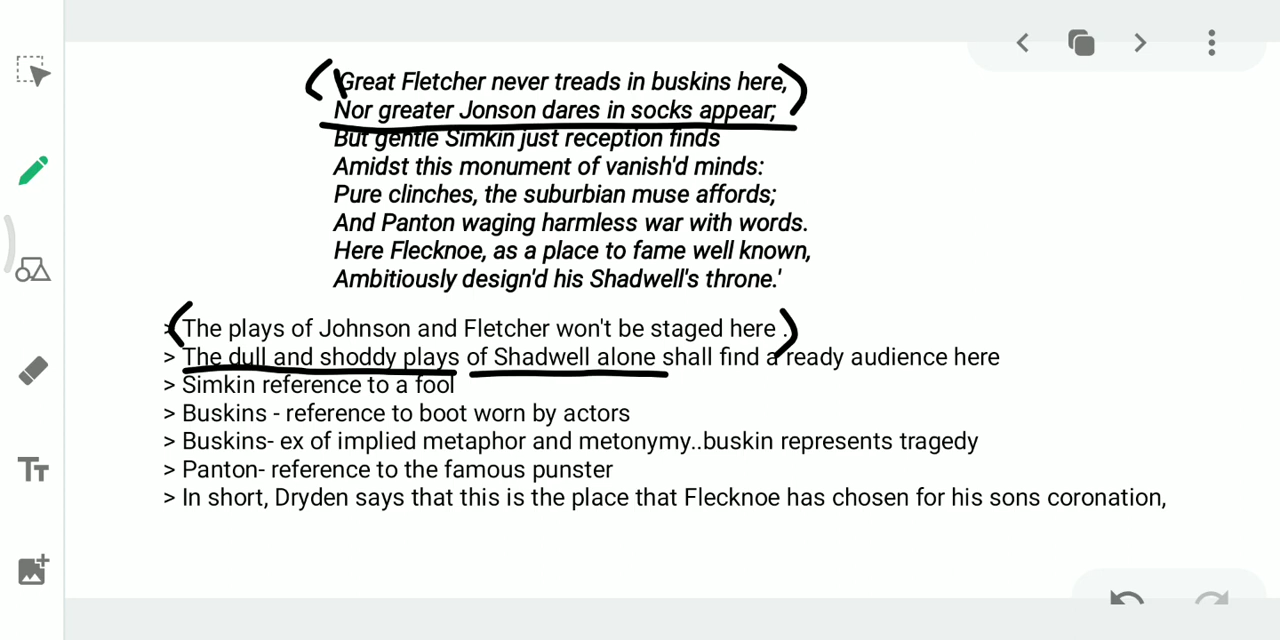 'Great Fletcher never treads in buskins here,
Nor greater Jonson dares in socks appear;
But gentle Simkin just reception finds
Amidst this monument of vanish'd minds:
Pure clinches, the suburbian muse affords;
And Panton waging harmless war with words.
Here Flecknoe, as a place to fame well known,
Ambitiously design'd his Shadwell's throne.'
> The plays of Johnson and Fletcher won't be staged here .
> The dull and shoddy plays of Shadwell alone shall find a ready audience here
> Simkin reference to a fool
> Buskins - reference to boot worn by actors
> Buskins- ex of implied metaphor and metonymy..buskin represents tragedy
> Panton- reference to the famous punster
> In short, Dryden says that this is the place that Flecknoe has chosen for his sons coronation,
TT